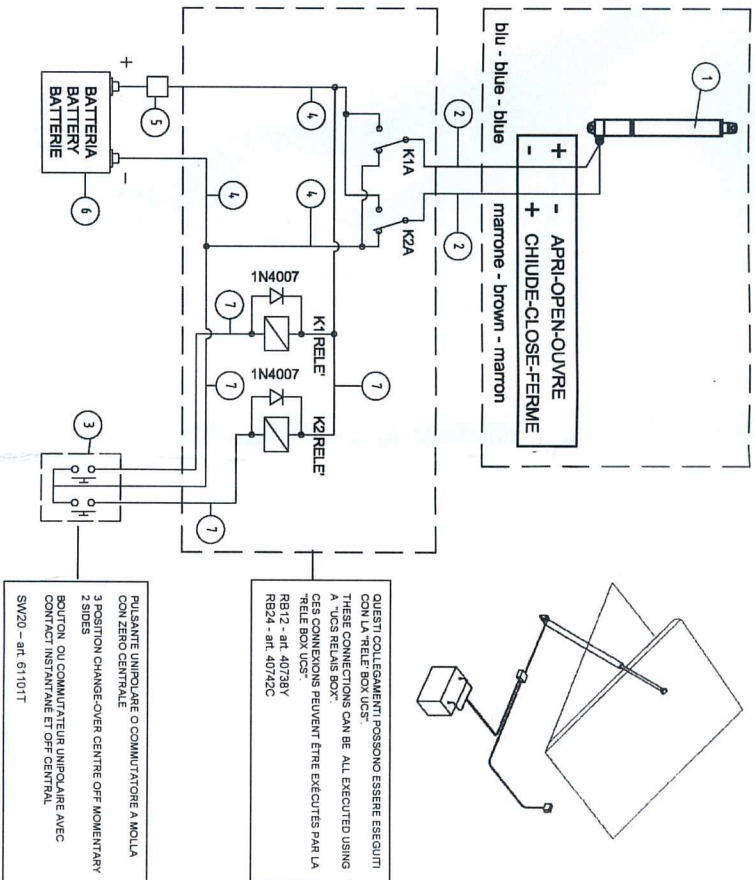 1
blu - blue - blue
marrone - brown - marron
+ - APRI-OPEN-OUVRE
- + CHIUDE-CLOSE-FERME
2
2
K1A
K2A
4
4
4
+
-
5
BATTERIA
BATTERY
BATTERIE
6
1N4007
K1 RELE'
7
1N4007
K2 RELE'
7
7
7
3
QUESTI COLLEGAMENTI POSSONO ESSERE ESEGUITI
CON LA "RELE' BOX UCS".
THESE CONNECTIONS CAN BE ALL EXECUTED USING
A "UCS RELAIS BOX".
CES CONNEXIONS PEUVENT ÊTRE EXÉCUTÉS PAR LA
"RELE BOX UCS".
RB12 - art. 40738Y
RB24 - art. 40742C
PULSANTE UNIPOLARE O COMMUTATORE A MOLLA
CON ZERO CENTRALE
3 POSITION CHANGE-OVER CENTRE OFF MOMENTARY
2 SIDES
BOUTON OU COMMUTATEUR UNIPOLAIRE AVEC
CONTACT INSTANTANÉ ET OFF CENTRAL
SW20 – art. 61101T